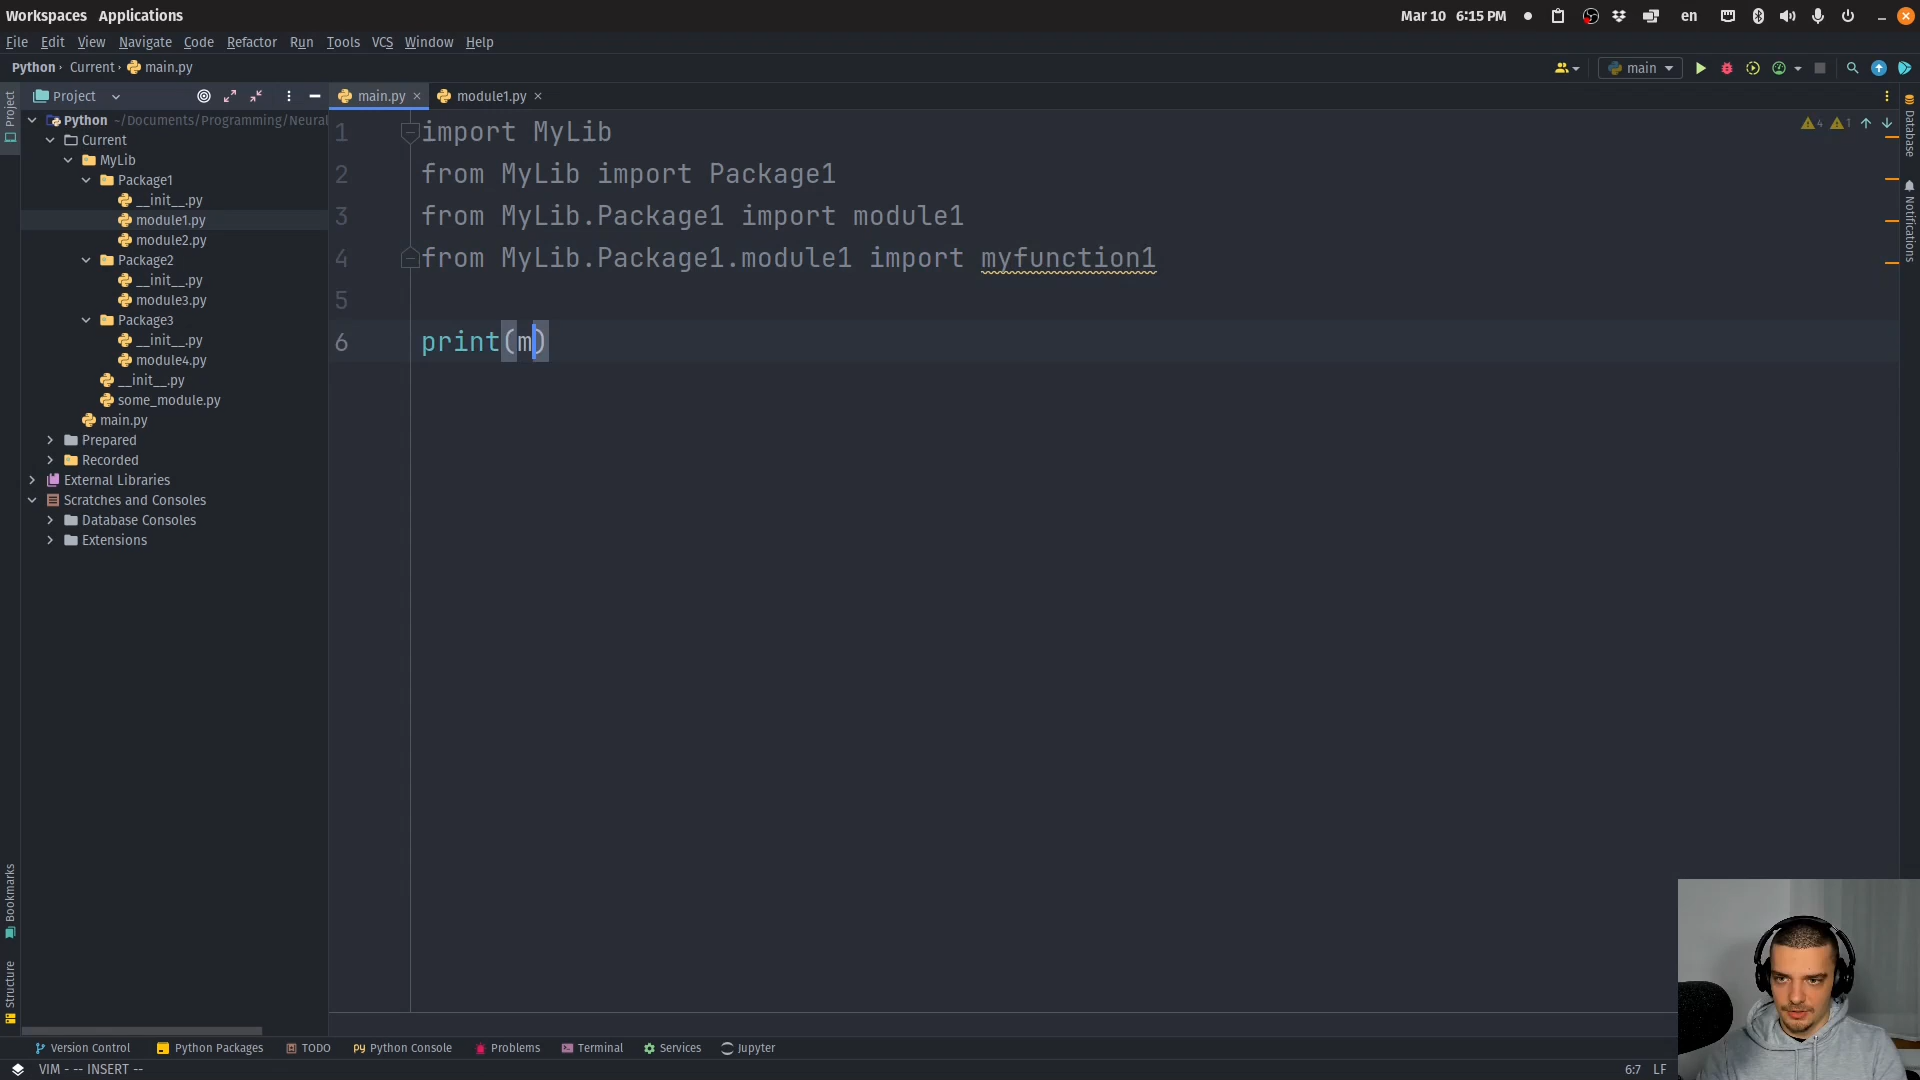 Workspaces Applications
Mar 10 6:15 PM
en
File Edit View Navigate Code Refactor Run Tools VCS Window Help
Python › Current › main.py
main
Project
main.py
module1.py
Python ~/Documents/Programming/Neural
Current
MyLib
Package1
__init__.py
module1.py
module2.py
Package2
__init__.py
module3.py
Package3
__init__.py
module4.py
__init__.py
some_module.py
main.py
Prepared
Recorded
External Libraries
Scratches and Consoles
Database Consoles
Extensions
1 import MyLib
2 from MyLib import Package1
3 from MyLib.Package1 import module1
4 from MyLib.Package1.module1 import myfunction1
5
6 print(m)
4 1
Project
Bookmarks
Structure
Database
Notifications
Version Control Python Packages TODO Python Console Problems Terminal Services Jupyter
VIM - -- INSERT --
6:7 LF